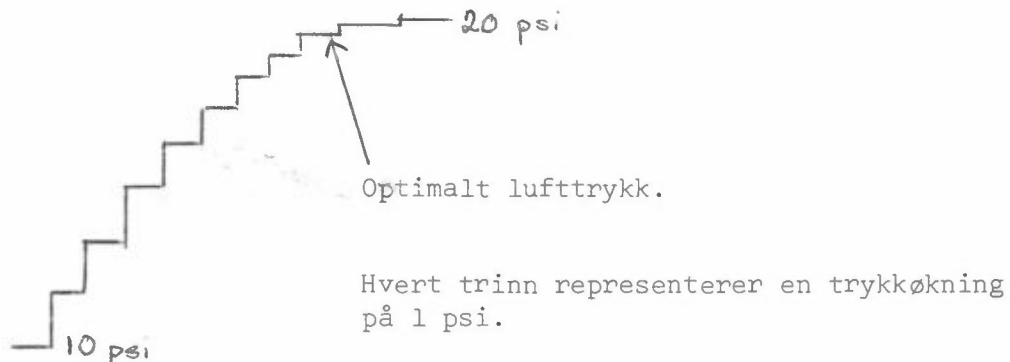 20 psi
Optimalt lufttrykk.
Hvert trinn representerer en trykkøkning
på 1 psi.
10 psi